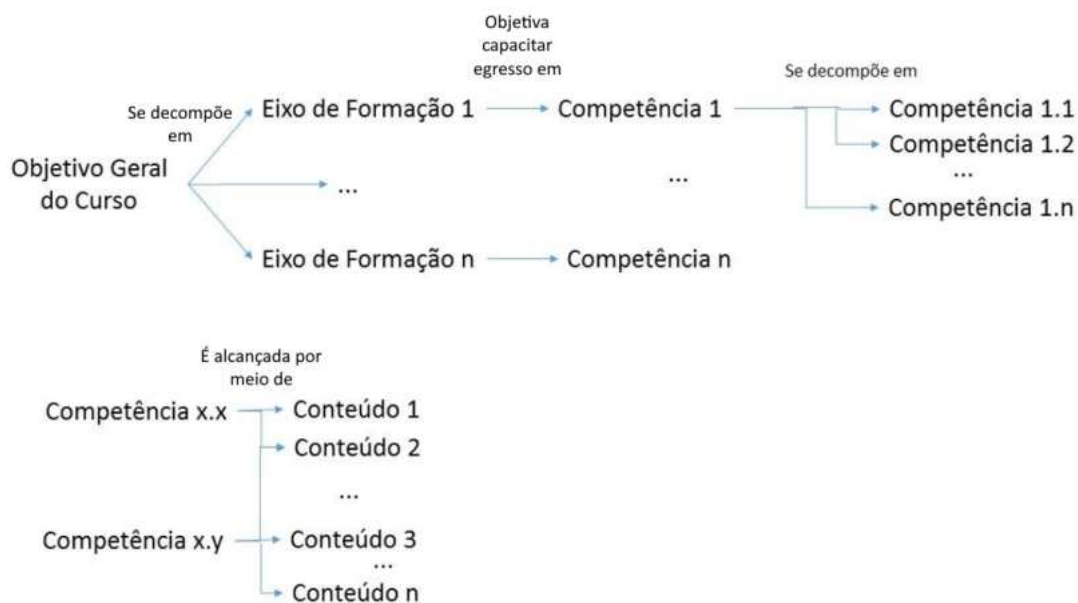 Objetiva
capacitar
egresso em
Se decompõe em
Se decompõe
em
Eixo de Formação 1
Competência 1
Competência 1.1
Competência 1.2
...
Competência 1.n
Objetivo Geral
do Curso
...
...
Eixo de Formação n
Competência n
É alcançada por
meio de
Competência x.x
Conteúdo 1
Conteúdo 2
...
Competência x.y
Conteúdo 3
...
Conteúdo n